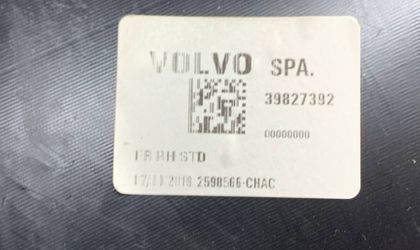 VOLVO SPA.
39827392
00000000
FR RH STD
17/11/2019 2598566-CHAC